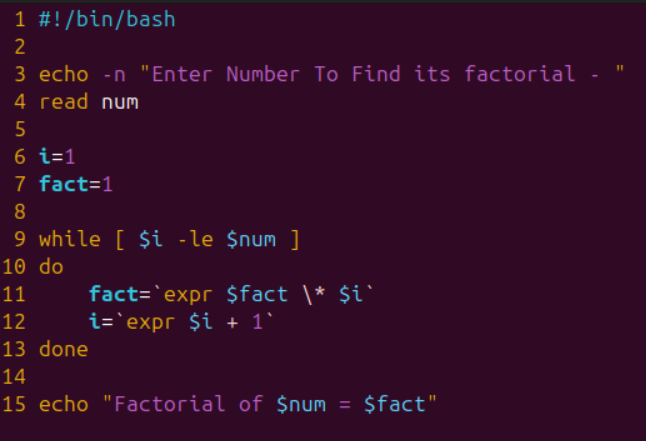 1 #!/bin/bash
2
3 echo -n "Enter Number To Find its factorial - "
4 read num
5
6 i=1
7 fact=1
8
9 while [ $i -le $num ]
10 do
11     fact=`expr $fact \* $i`
12     i=`expr $i + 1`
13 done
14
15 echo "Factorial of $num = $fact"